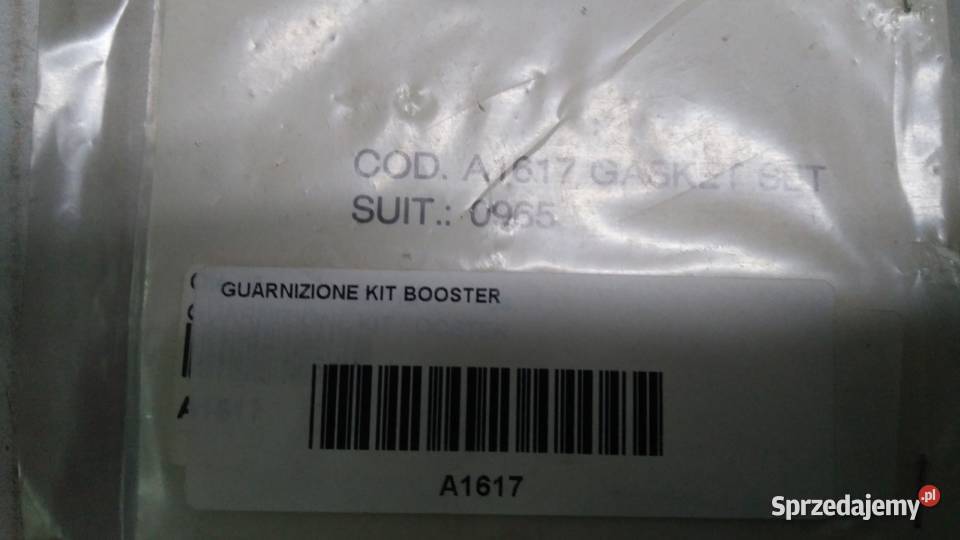 COD. A1617 GASKET SET
SUIT.: 0965
GUARNIZIONE KIT BOOSTER
A1617
Sprzedajemy.pl